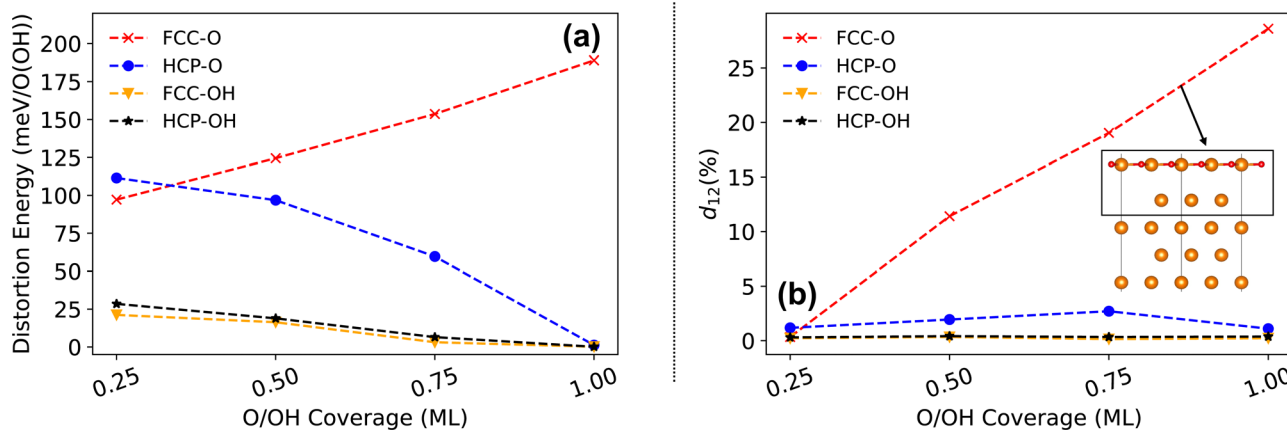 (a)
FCC-O
HCP-O
FCC-OH
HCP-OH
Distortion Energy (meV/O(OH))
200
175
150
125
100
75
50
25
0
0.25
0.50
0.75
1.00
O/OH Coverage (ML)
FCC-O
HCP-O
FCC-OH
HCP-OH
d12(%)
25
20
15
10
5
0
(b)
0.25
0.50
0.75
1.00
O/OH Coverage (ML)